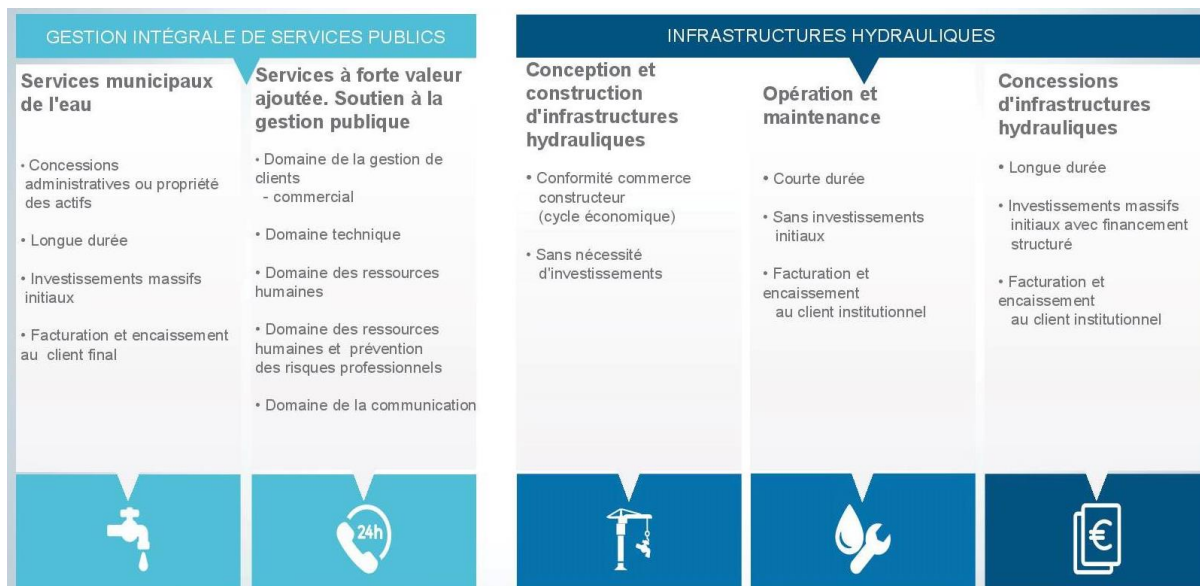 GESTION INTÉGRALE DE SERVICES PUBLICS
Services municipaux
de l'eau
• Concessions
administratives ou propriété
des actifs
• Longue durée
• Investissements massifs
initiaux
• Facturation et encaissement
au client final
Services à forte valeur
ajoutée. Soutien à la
gestion publique
• Domaine de la gestion de
clients
- commercial
• Domaine technique
• Domaine des ressources
humaines
• Domaine des ressources
humaines et prévention
des risques professionnels
• Domaine de la communication
24h
INFRASTRUCTURES HYDRAULIQUES
Conception et
construction
d'infrastructures
hydrauliques
• Conformité commerce
constructeur
(cycle économique)
• Sans nécessité
d'investissements
Opération et
maintenance
• Courte durée
• Sans investissements
initiaux
• Facturation et
encaissement
au client institutionnel
Concessions
d'infrastructures
hydrauliques
• Longue durée
• Investissements massifs
initiaux avec financement
structuré
• Facturation et
encaissement
au client institutionnel
€